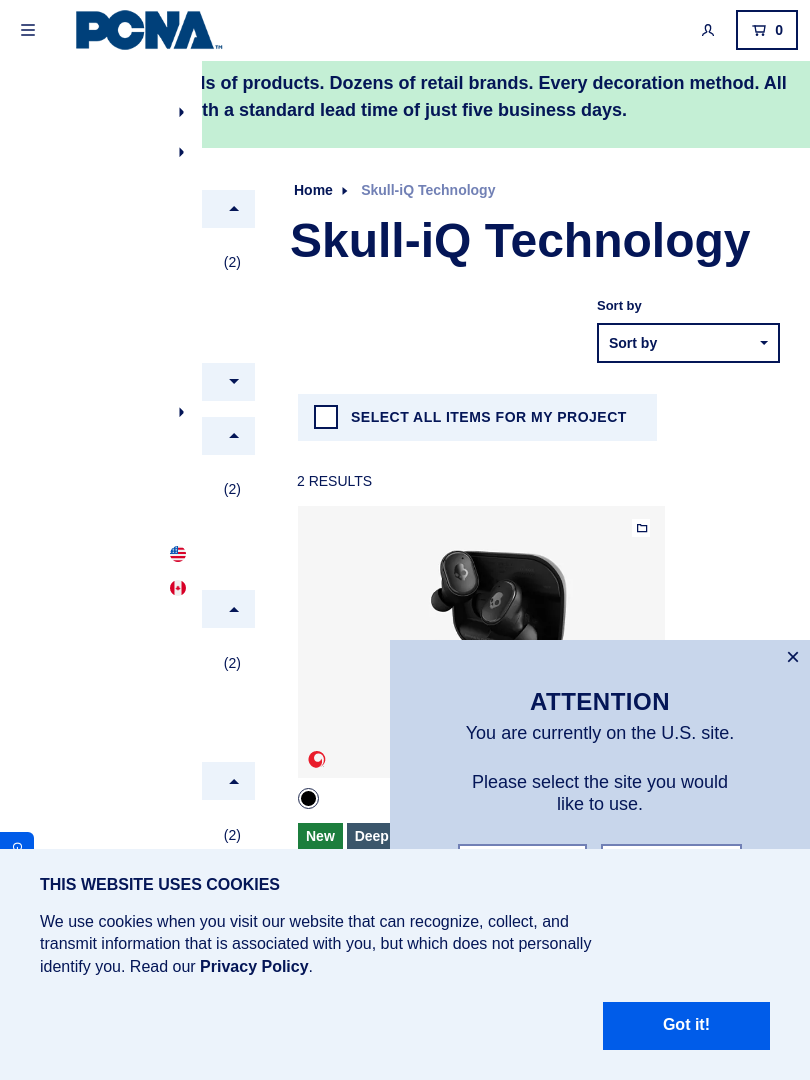 PCNA™
0
of products. Dozens of retail brands. Every decoration method. All
a standard lead time of just five business days.
Home
Skull-iQ Technology
Skull-iQ Technology
(2)
Sort by
Sort by
SELECT ALL ITEMS FOR MY PROJECT
2 RESULTS
(2)
(2)
ATTENTION
You are currently on the U.S. site.
Please select the site you would
like to use.
New
Deep
(2)
THIS WEBSITE USES COOKIES
We use cookies when you visit our website that can recognize, collect, and
transmit information that is associated with you, but which does not personally
identify you. Read our Privacy Policy.
Got it!